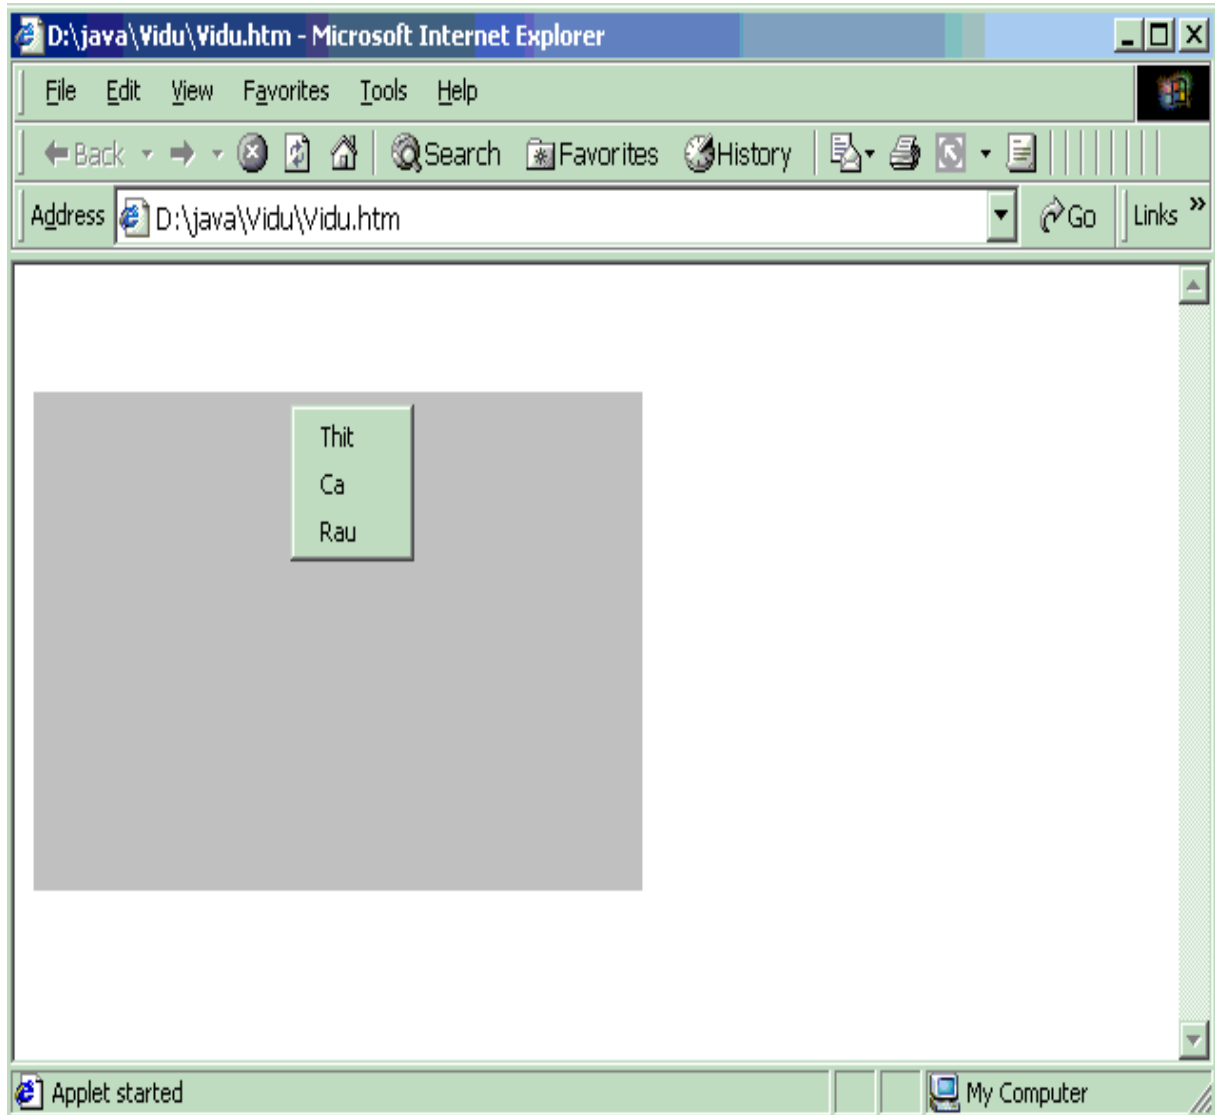 D:\java\Vidu\Vidu.htm - Microsoft Internet Explorer
File Edit View Favorites Tools Help
Back Search Favorites History
Address D:\java\Vidu\Vidu.htm Go Links »
Thit
Ca
Rau
Applet started My Computer